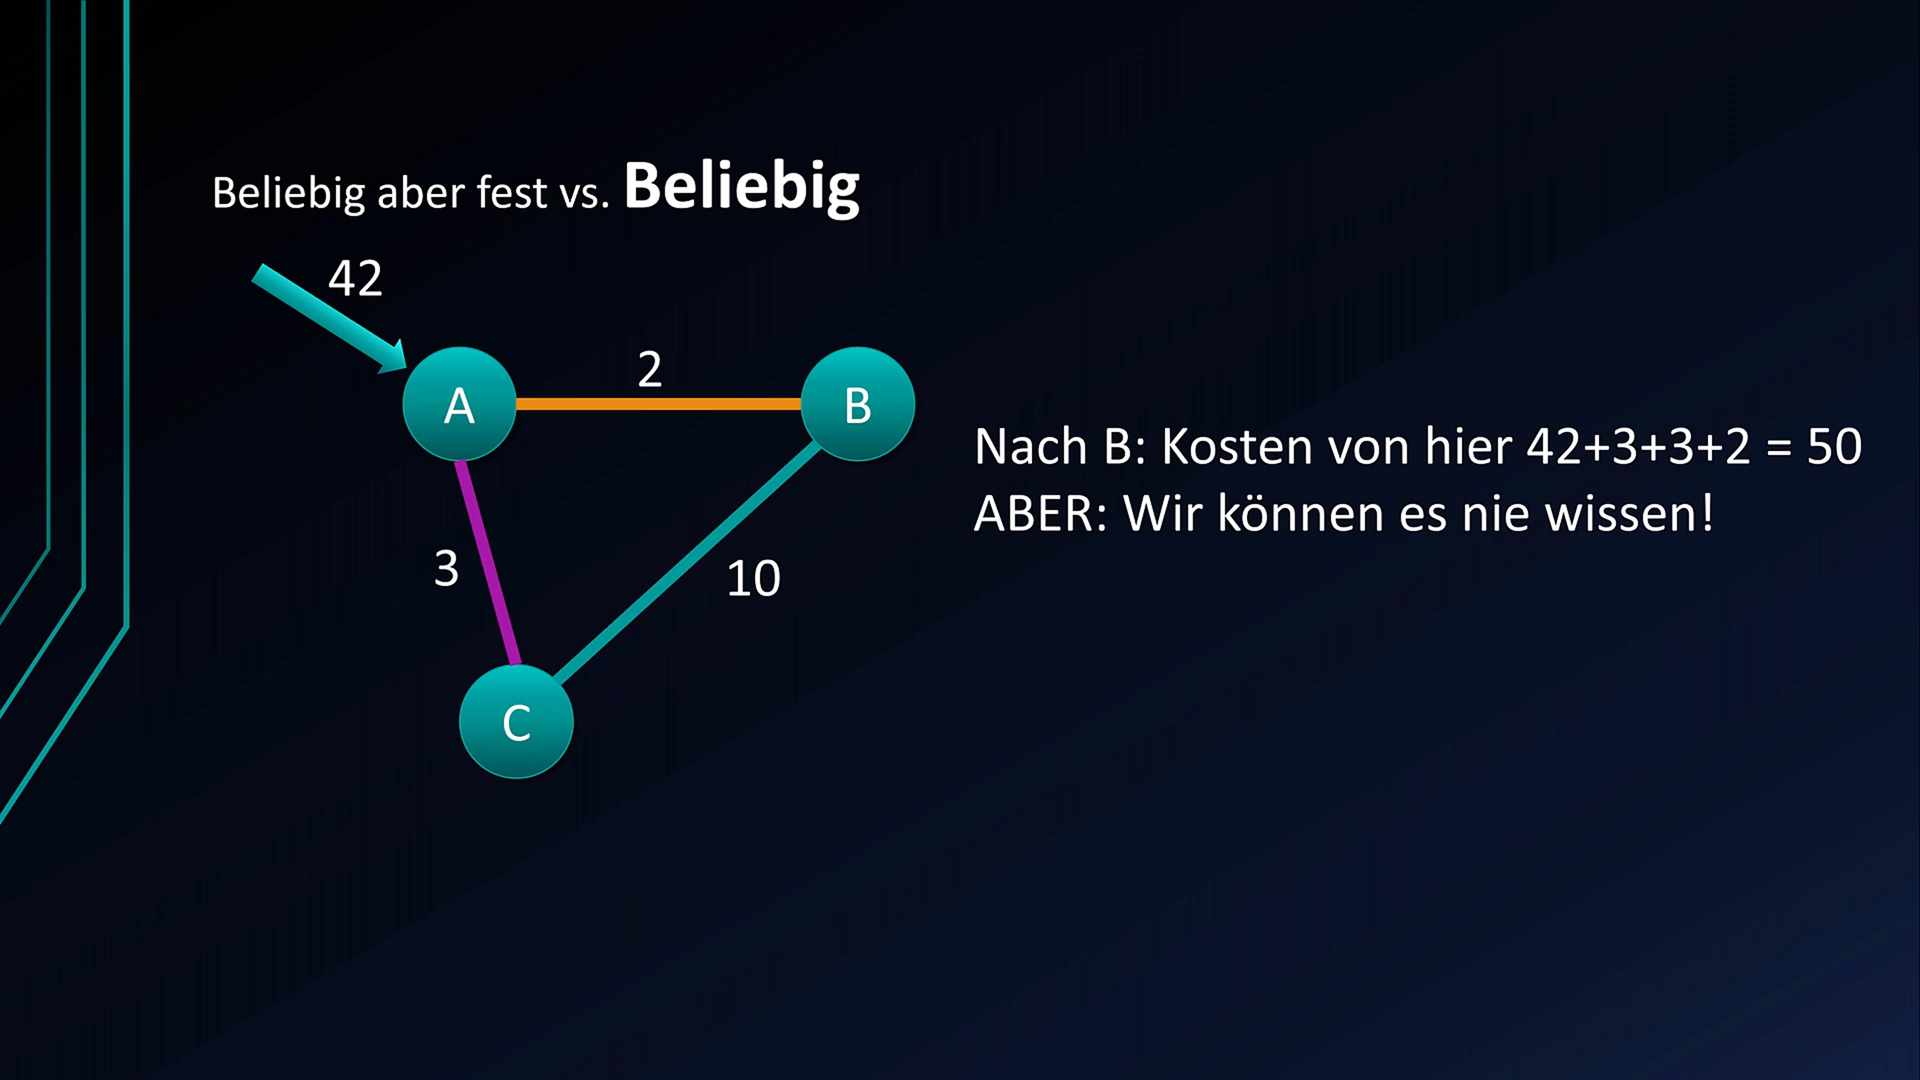 Beliebig aber fest vs. Beliebig
42
2
A
B
Nach B: Kosten von hier 42+3+3+2 = 50
ABER: Wir können es nie wissen!
3
10
C